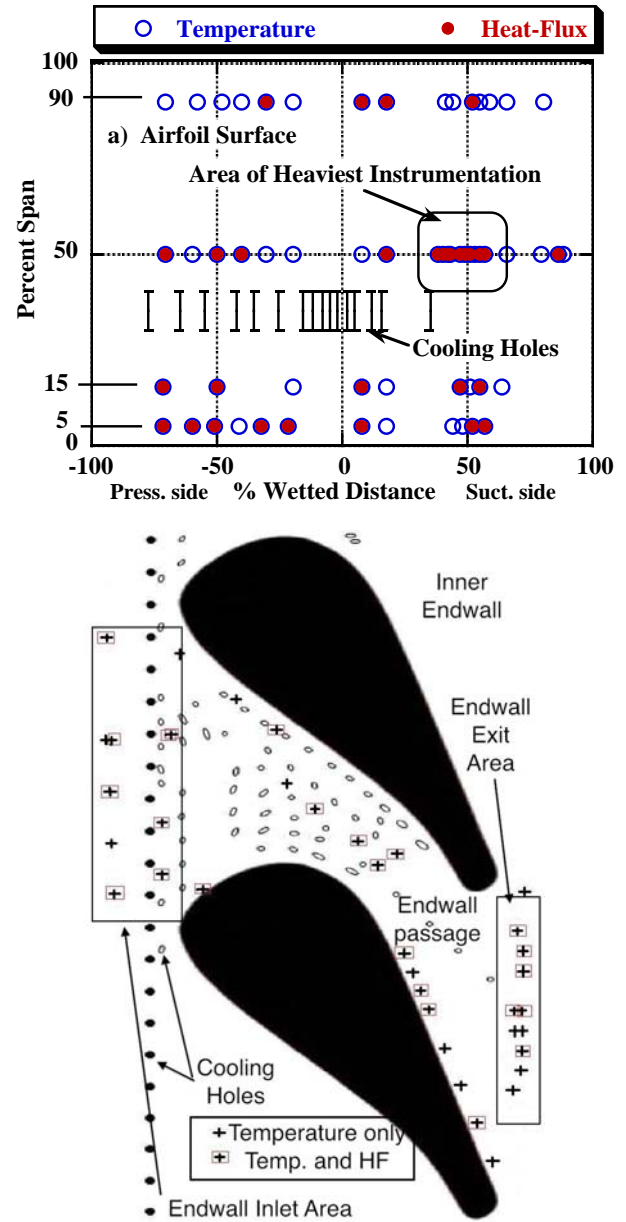 Temperature Heat-Flux
100
90
a) Airfoil Surface
Area of Heaviest Instrumentation
50
Percent Span
Cooling Holes
15
5
0
-100 -50 0 50 100
Press. side % Wetted Distance Suct. side
Inner
Endwall
Endwall
Exit
Area
Endwall
passage
Cooling
Holes
Temperature only
Temp. and HF
Endwall Inlet Area